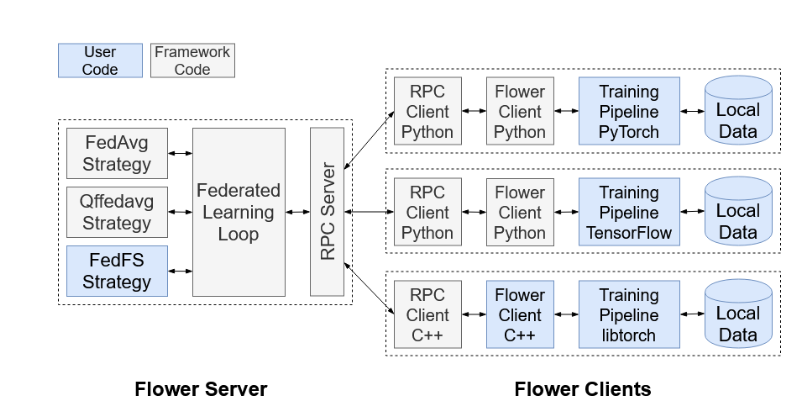 User
Code
Framework
Code
FedAvg
Strategy
Qffedavg
Strategy
FedFS
Strategy
Federated
Learning
Loop
RPC Server
RPC
Client
Python
Flower
Client
Python
Training
Pipeline
PyTorch
Local
Data
RPC
Client
Python
Flower
Client
Python
Training
Pipeline
TensorFlow
Local
Data
RPC
Client
C++
Flower
Client
C++
Training
Pipeline
libtorch
Local
Data
Flower Server
Flower Clients